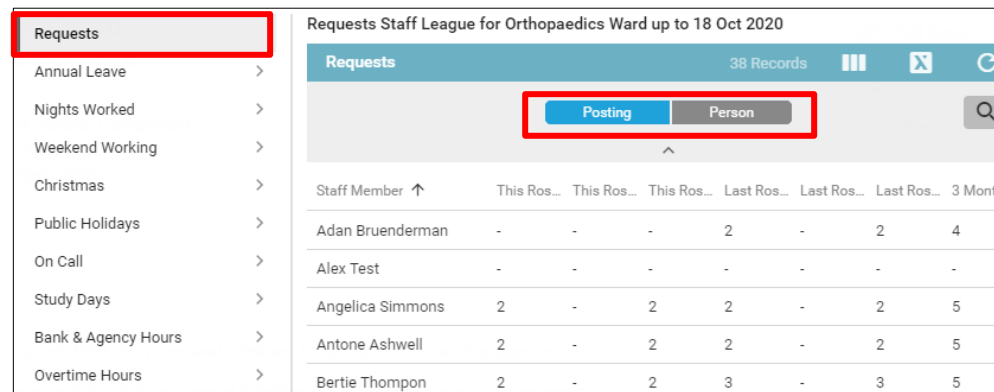 Requests
Annual Leave
Nights Worked
Weekend Working
Christmas
Public Holidays
On Call
Study Days
Bank & Agency Hours
Overtime Hours
Requests Staff League for Orthopaedics Ward up to 18 Oct 2020
Requests 38 Records
Posting Person
Staff Member This Ros... This Ros... This Ros... Last Ros... Last Ros... Last Ros... 3 Mont
Adan Bruenderman - - - 2 - 2 4
Alex Test - - - - - - -
Angelica Simmons 2 - 2 2 - 2 5
Antone Ashwell 2 - 2 2 - 2 5
Bertie Thompon 2 - 2 3 - 3 5